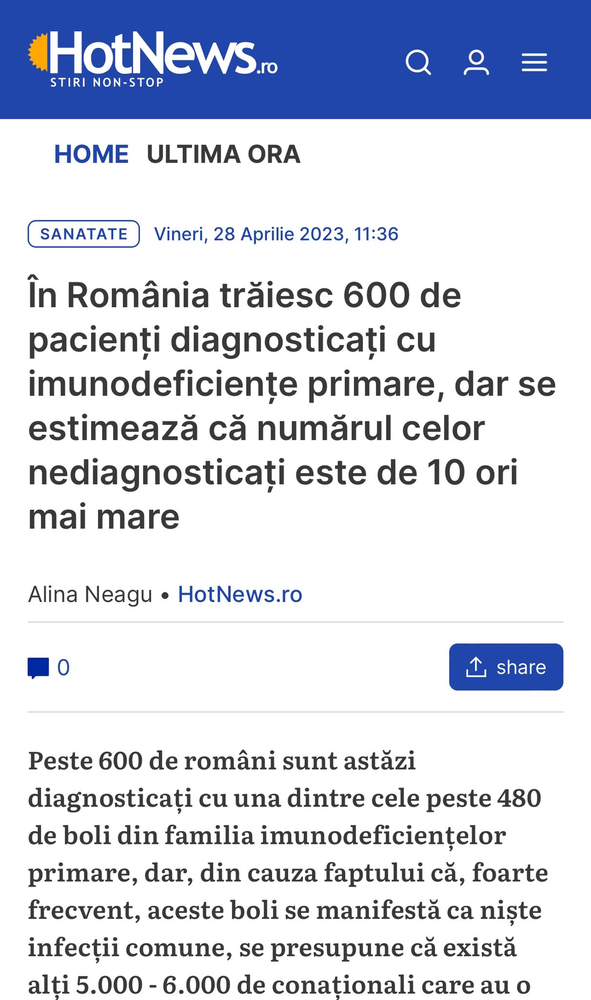 HotNews.ro
STIRI NON-STOP
HOME ULTIMA ORA
SANATATE Vineri, 28 Aprilie 2023, 11:36
În România trăiesc 600 de
pacienți diagnosticați cu
imunodeficiențe primare, dar se
estimează că numărul celor
nediagnosticați este de 10 ori
mai mare
Alina Neagu • HotNews.ro
0 share
Peste 600 de români sunt astăzi
diagnosticați cu una dintre cele peste 480
de boli din familia imunodeficiențelor
primare, dar, din cauza faptului că, foarte
frecvent, aceste boli se manifestă ca niște
infecții comune, se presupune că există
alți 5.000 - 6.000 de conaționali care au o